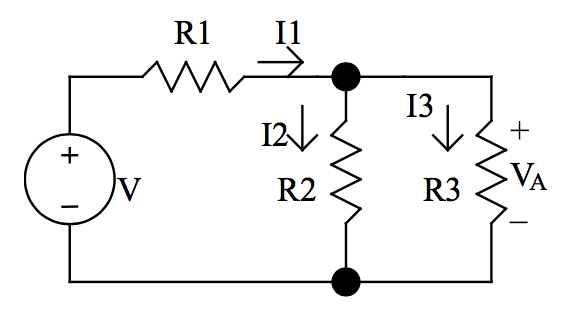 R1
I1
I2
I3
+
V
−
R2
R3
+
VA
−